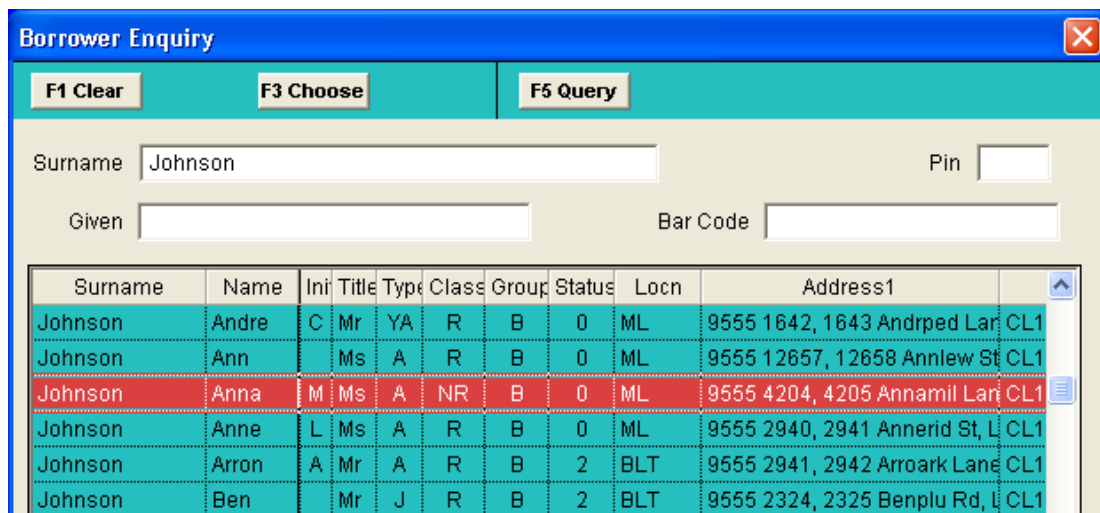 Borrower Enquiry
F1 Clear F3 Choose F5 Query
Surname Johnson Pin
Given Bar Code
Surname Name Ini Title Type Class Group Status Locn Address1
Johnson Andre C Mr YA R B 0 ML 9555 1642, 1643 Andrped Lan CL1
Johnson Ann Ms A R B 0 ML 9555 12657, 12658 Annlew St CL1
Johnson Anna M Ms A NR B 0 ML 9555 4204, 4205 Annamil Lan CL1
Johnson Anne L Ms A R B 0 ML 9555 2940, 2941 Annerid St, L CL1
Johnson Arron A Mr A R B 2 BLT 9555 2941, 2942 Arroark Lane CL1
Johnson Ben Mr J R B 2 BLT 9555 2324, 2325 Benplu Rd, L CL1